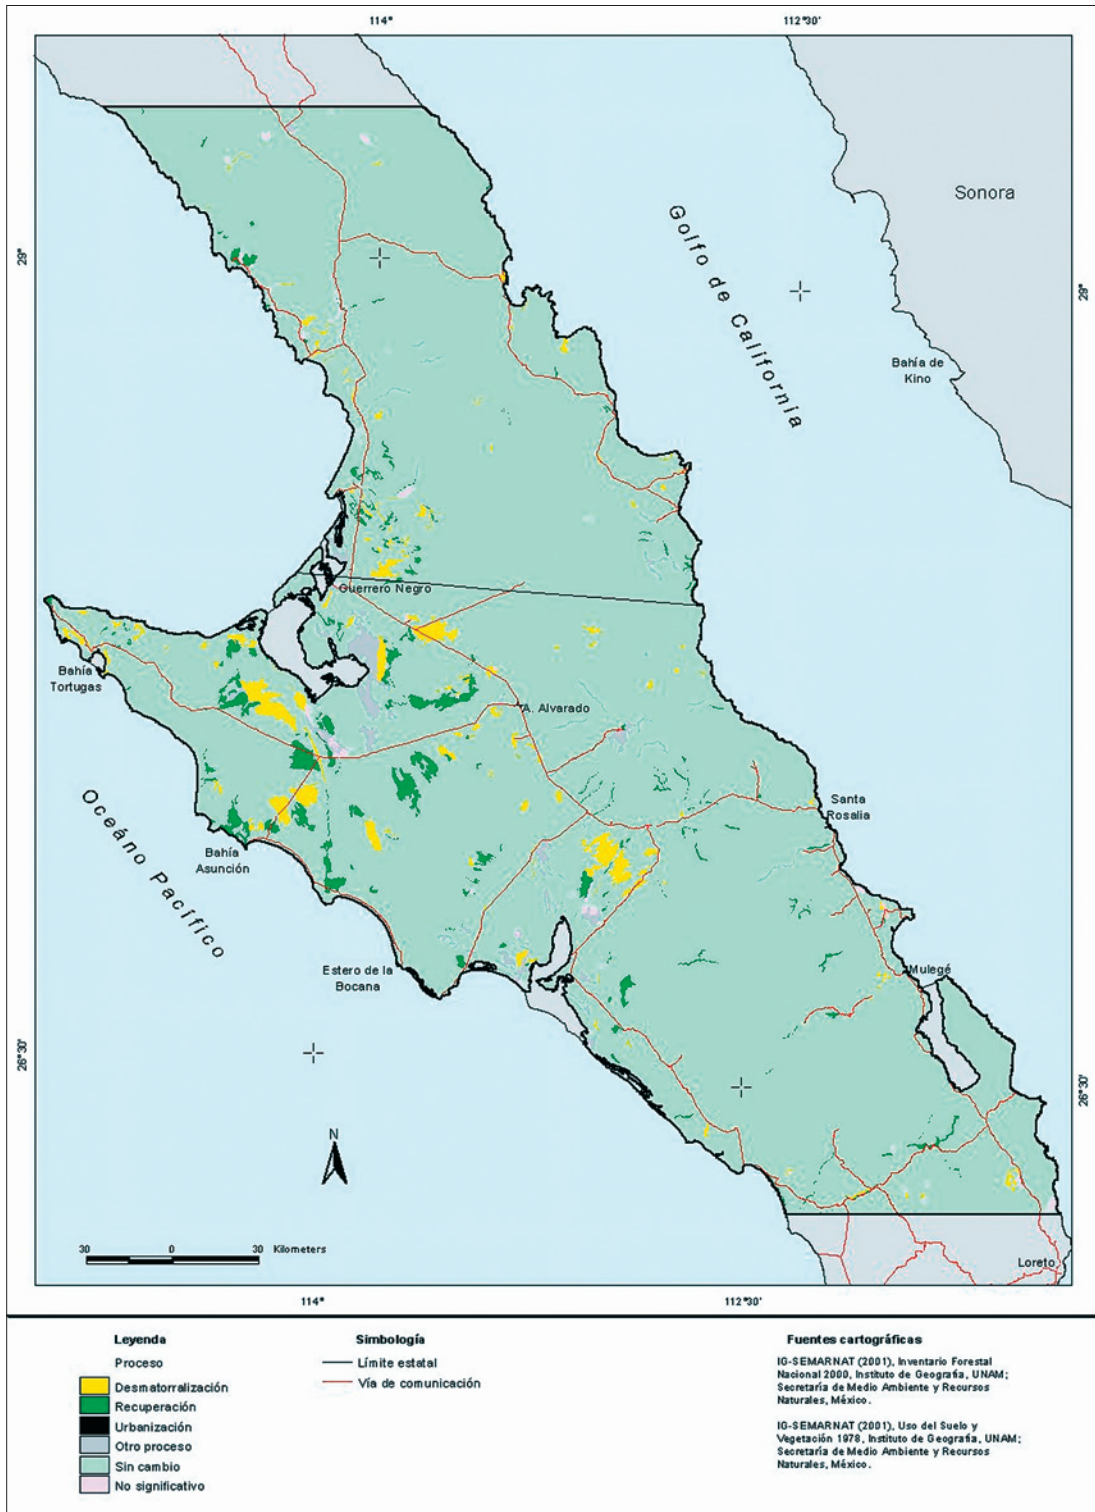 114°
112°30'
Sonora
Golfo de California
29°
29°
Bahía de
Kino
Guerrero Negro
Bahía
Tortugas
A. Alvarado
Océano Pacífico
Santa
Rosalia
Bahía
Asunción
Estero de la
Bocana
Mulegé
26°30'
26°30'
N
30
0
30
Kilometers
Loreto
114°
112°30'
Leyenda
Proceso
Desmatorralización
Recuperación
Urbanización
Otro proceso
Sin cambio
No significativo
Simbología
Límite estatal
Vía de comunicación
Fuentes cartográficas
IG-SEMARNAT (2001), Inventario Forestal
Nacional 2000, Instituto de Geografía, UNAM;
Secretaría de Medio Ambiente y Recursos
Naturales, México.
IG-SEMARNAT (2001), Uso del Suelo y
Vegetación 1978, Instituto de Geografía, UNAM;
Secretaría de Medio Ambiente y Recursos
Naturales, México.